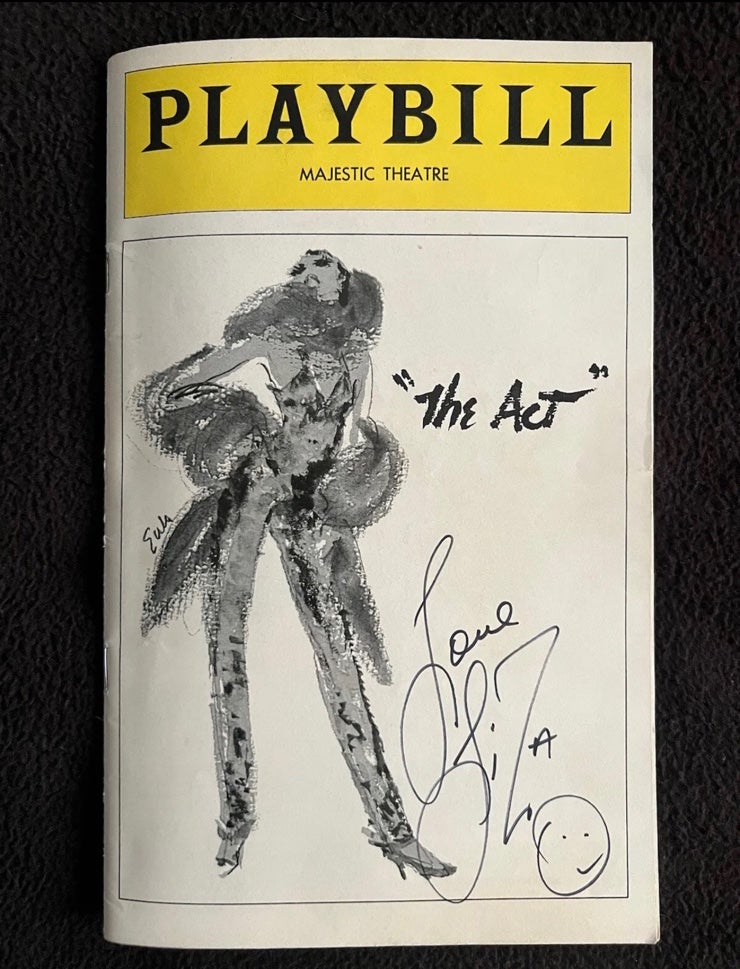 PLAYBILL
MAJESTIC THEATRE
"The Act"
Eula
Love
LiZA